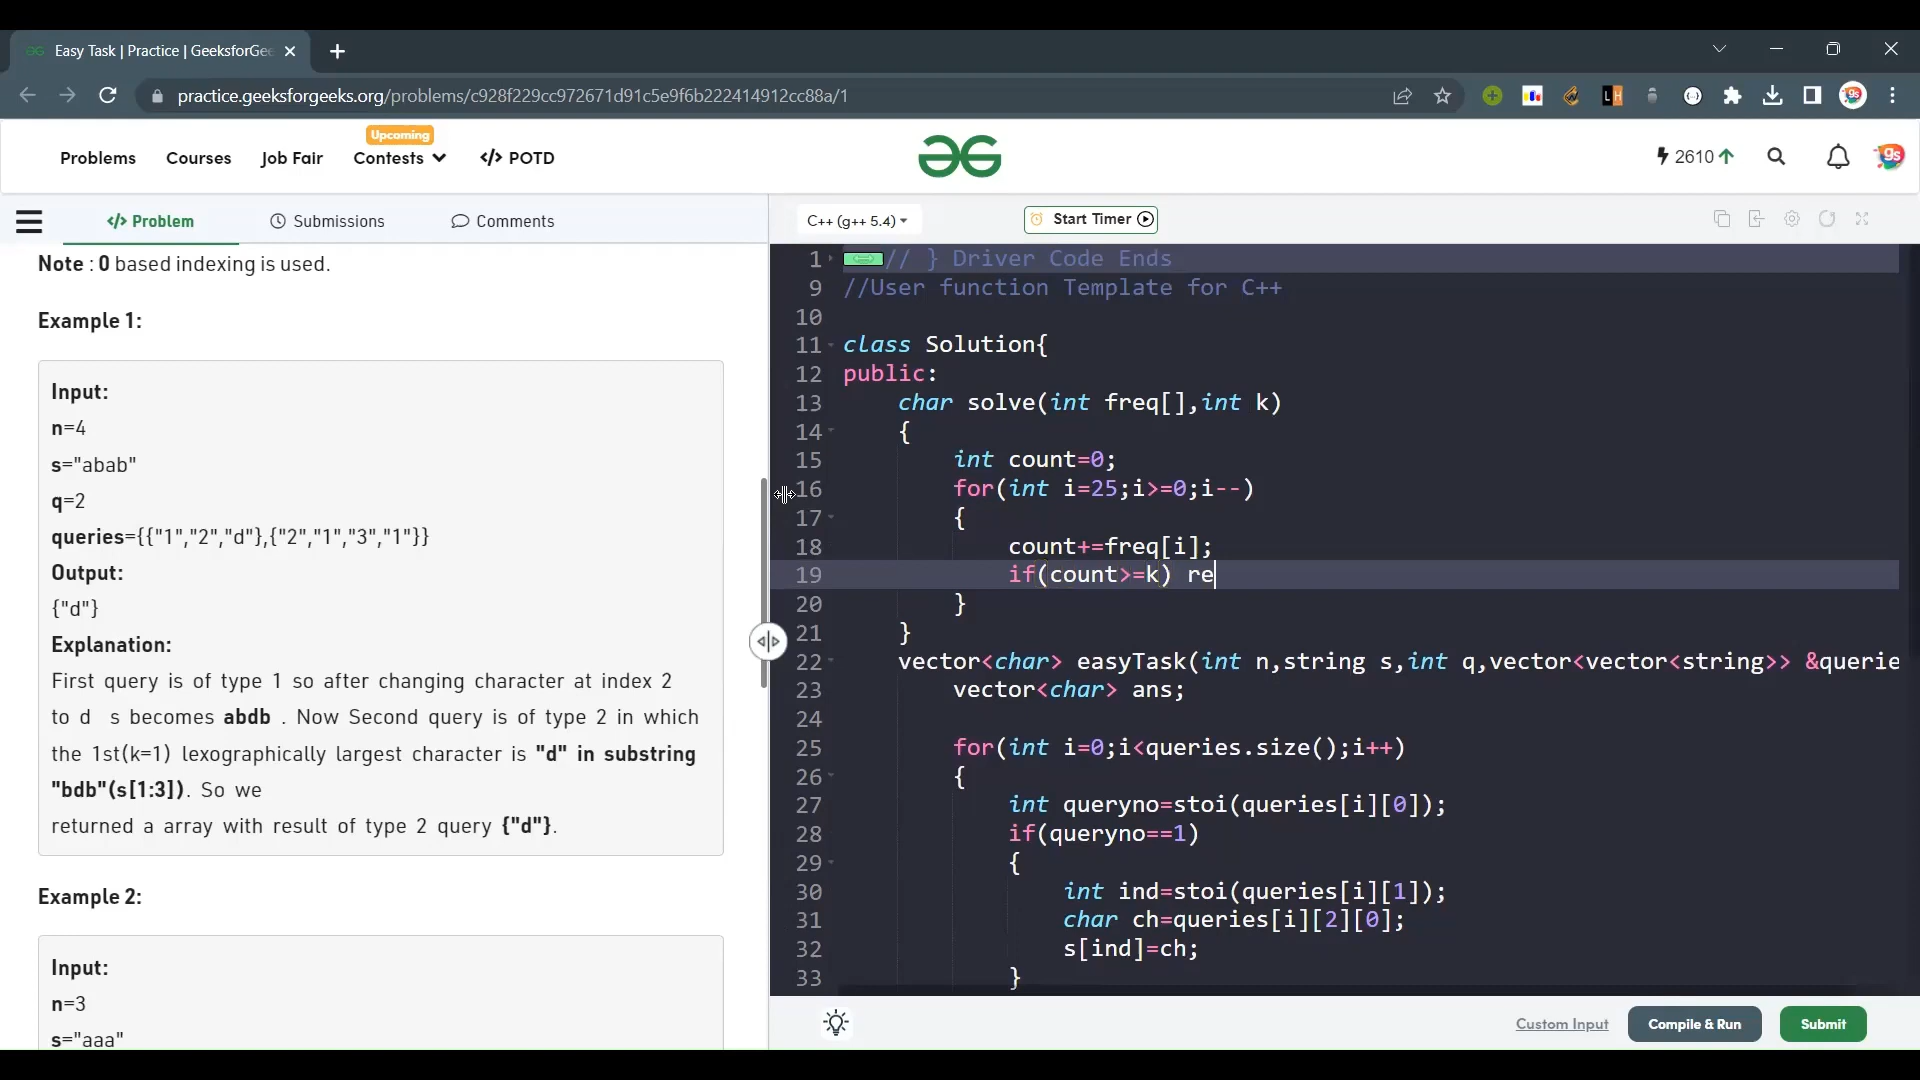 Easy Task | Practice | GeeksforGee
practice.geeksforgeeks.org/problems/c928f229cc972671d91c5e9f6b222414912cc88a/1
Problems
Courses
Job Fair
Upcoming
Contests
</> POTD
2610
</> Problem
Submissions
Comments
Note : 0 based indexing is used.
Example 1:
Input:
n=4
s="abab"
q=2
queries={{"1","2","d"},{"2","1","3","1"}}
Output:
{"d"}
Explanation:
First query is of type 1 so after changing character at index 2
to d s becomes abdb . Now Second query is of type 2 in which
the 1st(k=1) lexographically largest character is "d" in substring
"bdb"(s[1:3]). So we
returned a array with result of type 2 query {"d"}.
Example 2:
Input:
n=3
s="aaa"
C++ (g++ 5.4)
Start Timer
1 // } Driver Code Ends
9 //User function Template for C++
10
11 class Solution{
12 public:
13 char solve(int freq[],int k)
14 {
15 int count=0;
16 for(int i=25;i>=0;i--)
17 {
18 count+=freq[i];
19 if(count>=k) re
20 }
21 }
22 vector<char> easyTask(int n,string s,int q,vector<vector<string>> &querie
23 vector<char> ans;
24
25 for(int i=0;i<queries.size();i++)
26 {
27 int queryno=stoi(queries[i][0]);
28 if(queryno==1)
29 {
30 int ind=stoi(queries[i][1]);
31 char ch=queries[i][2][0];
32 s[ind]=ch;
33 }
Custom Input
Compile & Run
Submit